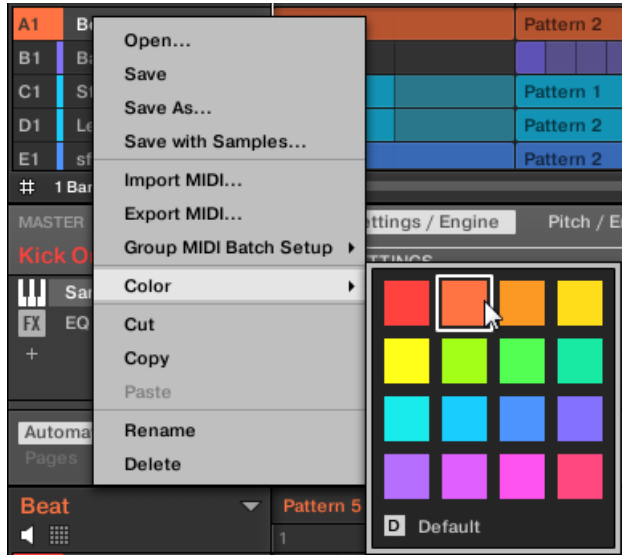 A1
Pattern 2
B1
C1
Pattern 1
D1
Pattern 2
E1
Pattern 2
Open...
Save
Save As...
Save with Samples...
Import MIDI...
Export MIDI...
Group MIDI Batch Setup
Color
Cut
Copy
Paste
Rename
Delete
1 Bar
MASTER
ettings / Engine
Pitch / E
Kick O
FX
EQ
+
Pages
D Default
Beat
Pattern 5
1